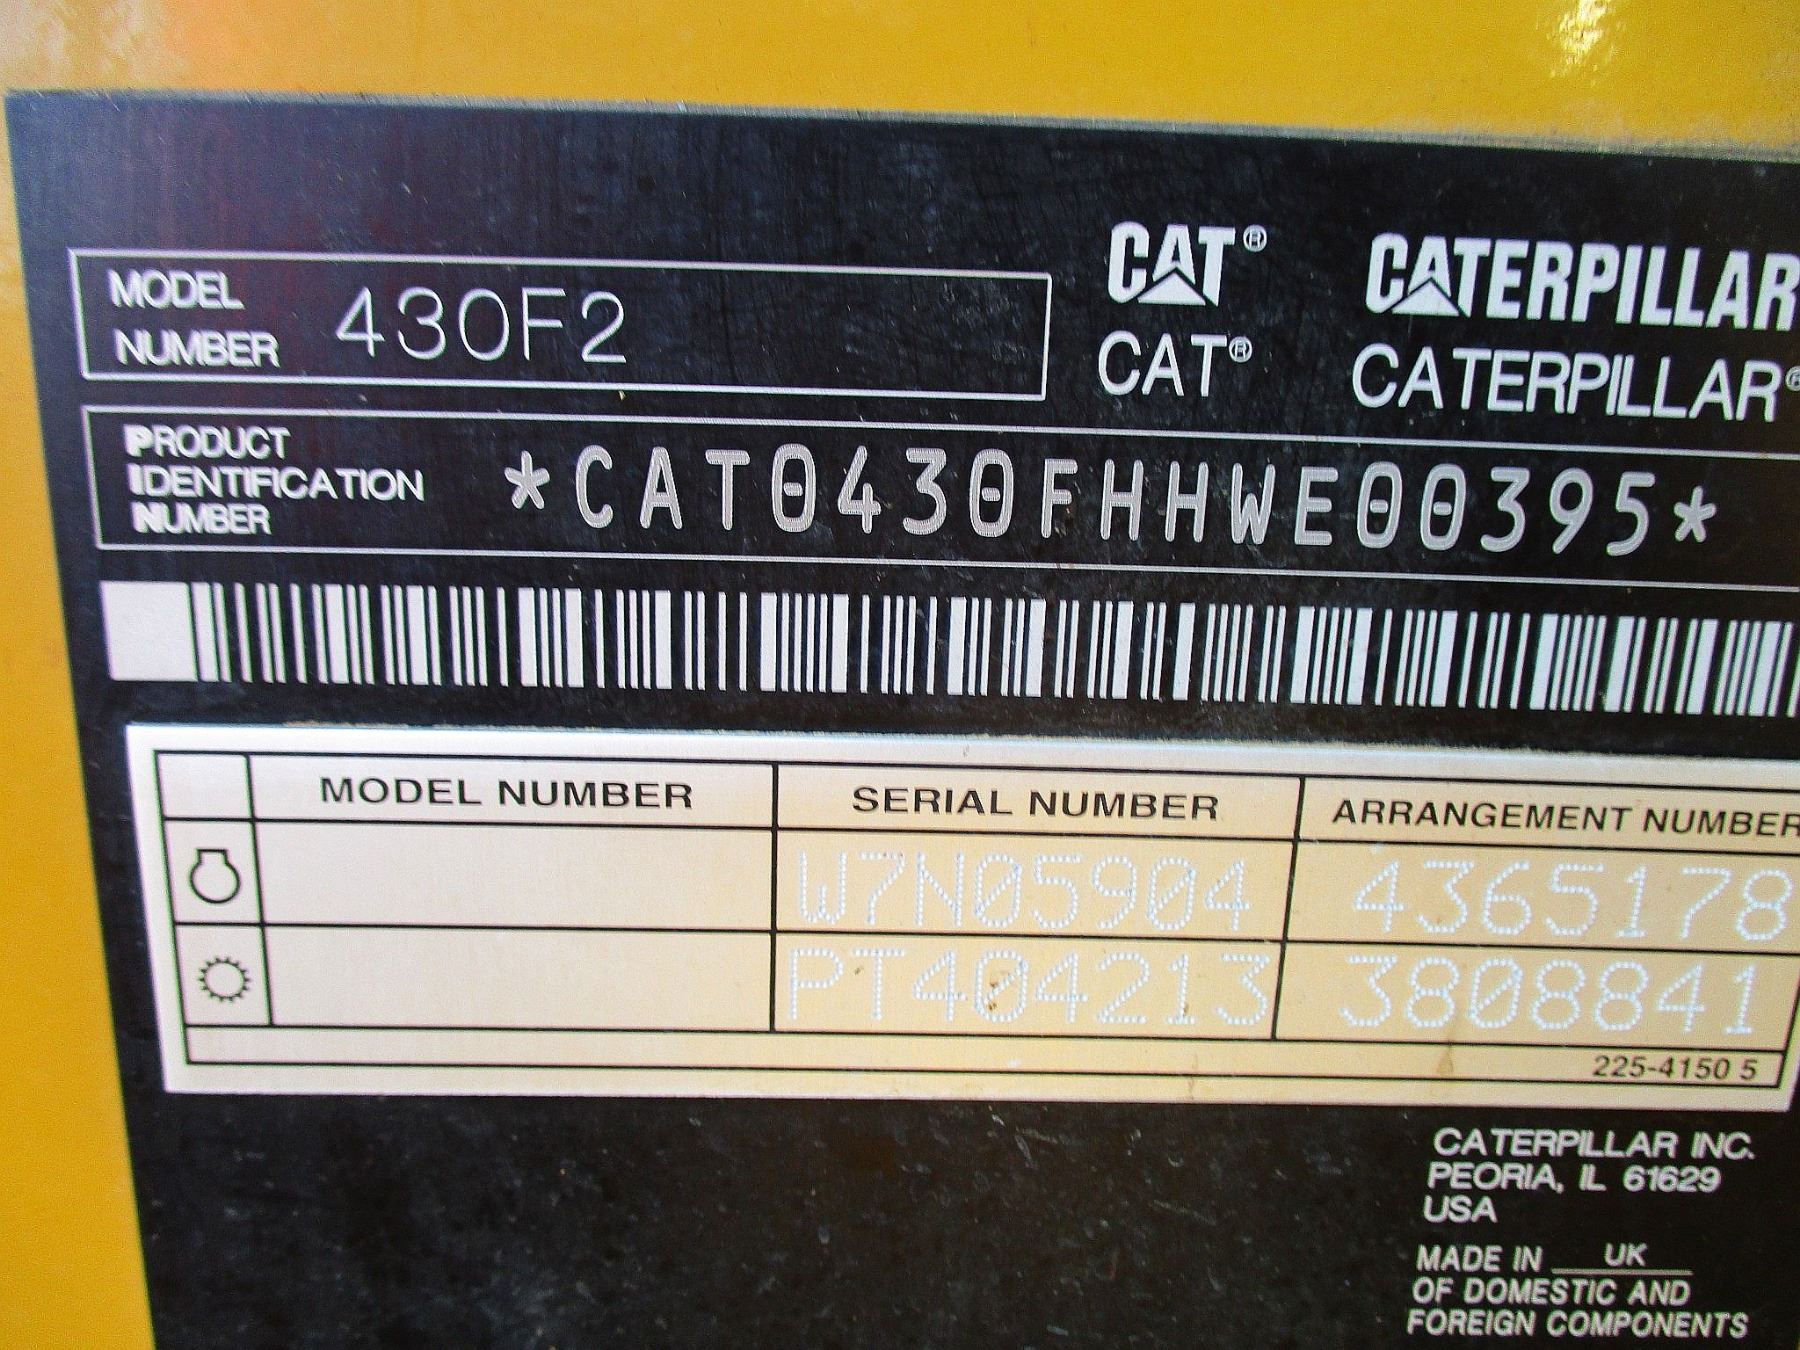 CAT® CATERPILLAR
CAT® CATERPILLAR®
MODEL
NUMBER 430F2
PRODUCT
IDENTIFICATION
NUMBER
*CAT0430FHHWE00395*
MODEL NUMBER SERIAL NUMBER ARRANGEMENT NUMBER
W7N05904 4365178
PT404213 3808841
225-4150 5
CATERPILLAR INC.
PEORIA, IL 61629
USA
MADE IN UK
OF DOMESTIC AND
FOREIGN COMPONENTS